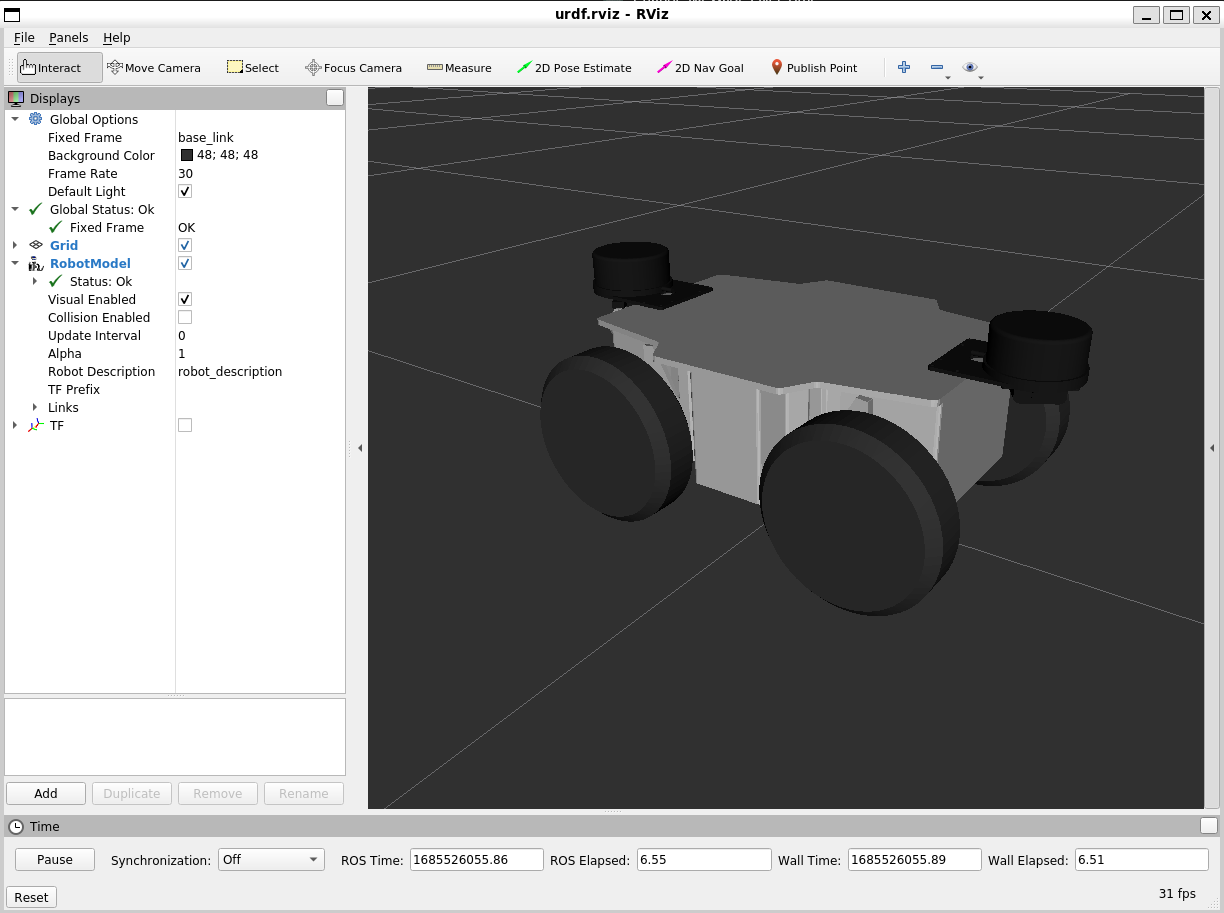 urdf.rviz - RViz
File Panels Help
Interact Move Camera Select Focus Camera Measure 2D Pose Estimate 2D Nav Goal Publish Point
Displays
Global Options
Fixed Frame base_link
Background Color 48; 48; 48
Frame Rate 30
Default Light
Global Status: Ok
Fixed Frame OK
Grid
RobotModel
Status: Ok
Visual Enabled
Collision Enabled
Update Interval 0
Alpha 1
Robot Description robot_description
TF Prefix
Links
TF
Add Duplicate Remove Rename
Time
Pause Synchronization: Off ROS Time: 1685526055.86 ROS Elapsed: 6.55 Wall Time: 1685526055.89 Wall Elapsed: 6.51
Reset 31 fps